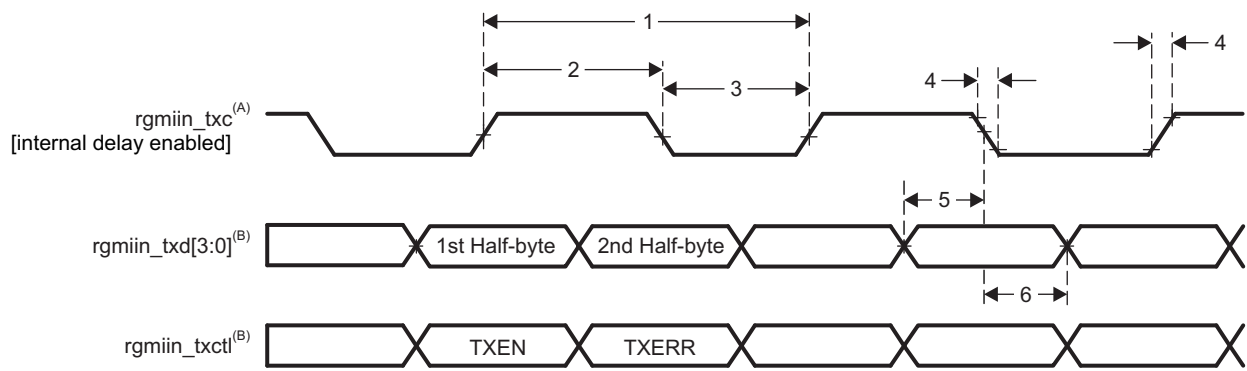 1
2
3
4
4
rgmiin_txc(A)
[internal delay enabled]
5
rgmiin_txd[3:0](B)
1st Half-byte
2nd Half-byte
6
rgmiin_txctl(B)
TXEN
TXERR